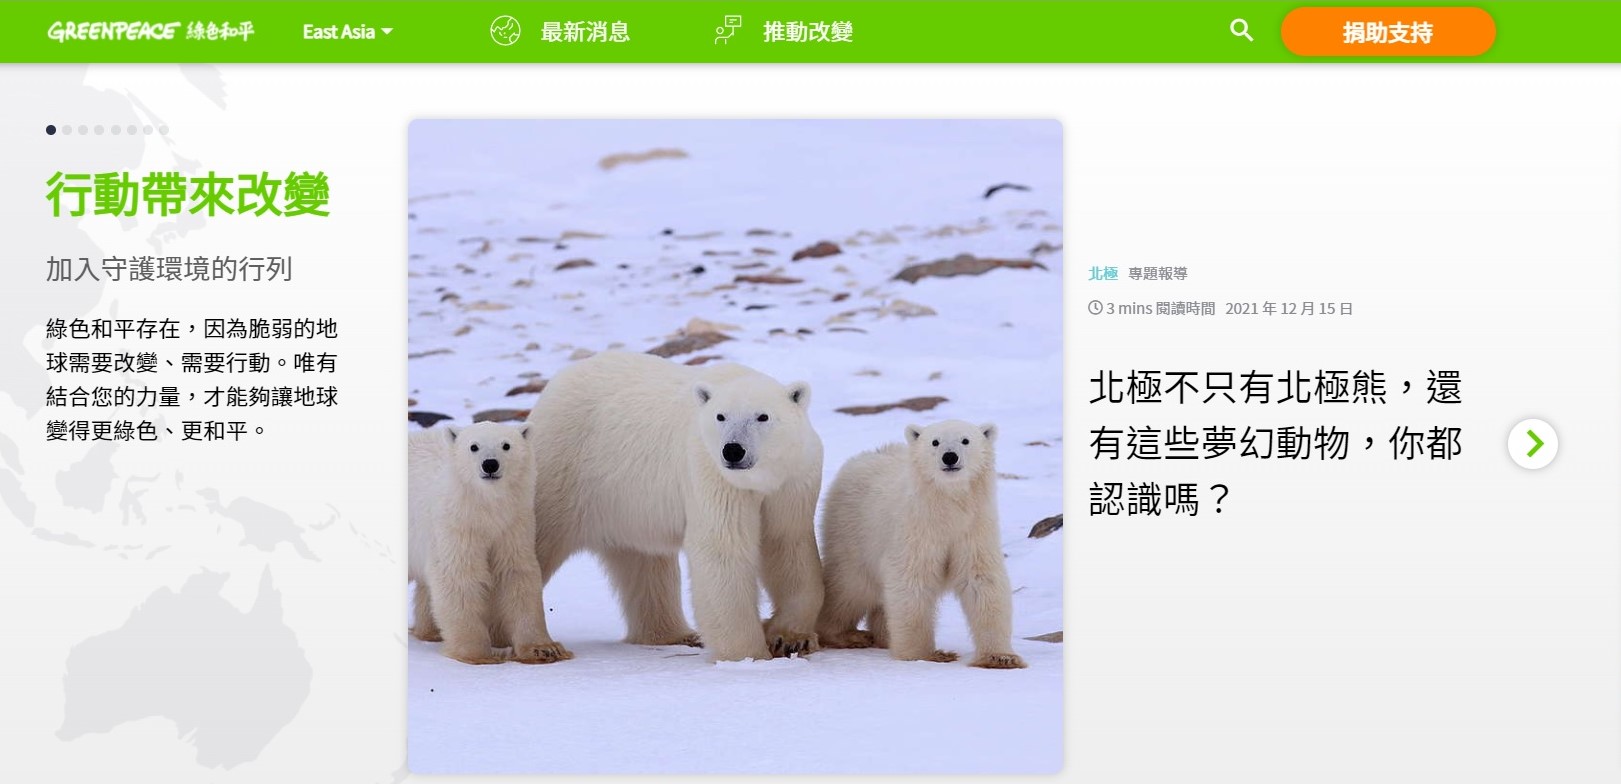 GREENPEACE 綠色和平
East Asia
最新消息
推動改變
捐助支持
行動帶來改變
加入守護環境的行列
綠色和平存在，因為脆弱的地
球需要改變、需要行動。唯有
結合您的力量，才能夠讓地球
變得更綠色、更和平。
北極 專題報導
3 mins 閱讀時間 2021 年 12 月 15 日
北極不只有北極熊，還
有這些夢幻動物，你都
認識嗎？